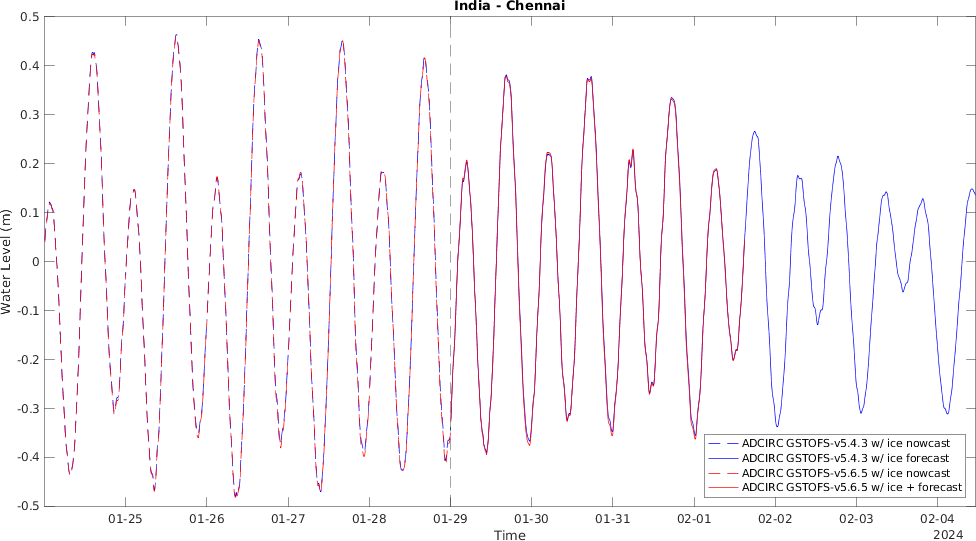 India - Chennai
0.5
0.4
0.3
0.2
0.1
0
-0.1
-0.2
-0.3
-0.4
-0.5
Water Level (m)
01-25 01-26 01-27 01-28 01-29 01-30 01-31 02-01 02-02 02-03 02-04
Time
2024
ADCIRC GSTOFS-v5.4.3 w/ ice nowcast
ADCIRC GSTOFS-v5.4.3 w/ ice forecast
ADCIRC GSTOFS-v5.6.5 w/ ice nowcast
ADCIRC GSTOFS-v5.6.5 w/ ice + forecast